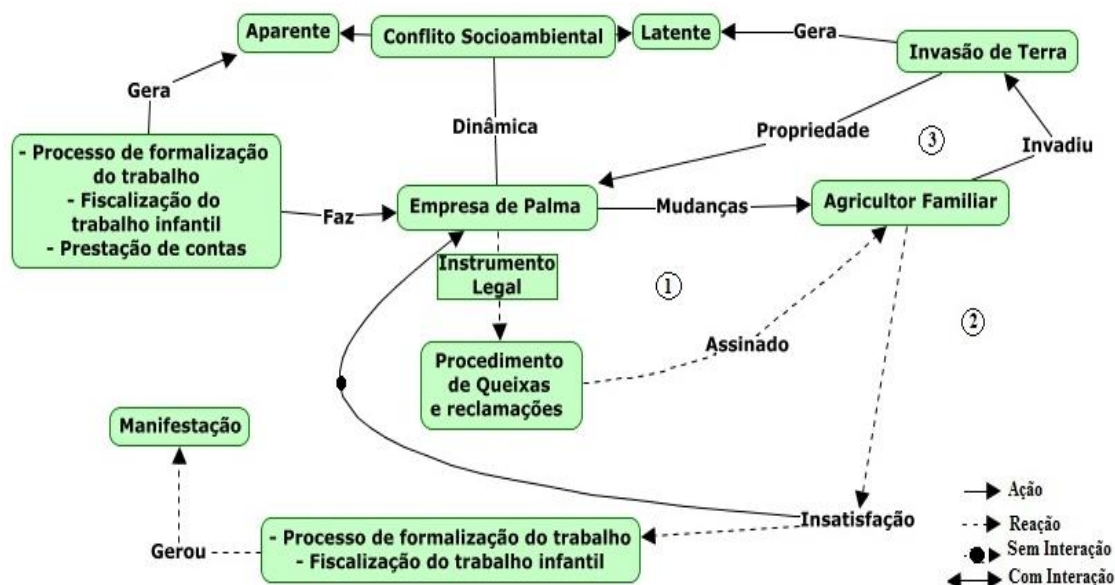 Aparente
Conflito Socioambiental
Latente
Gera
Invasão de Terra
Gera
Dinâmica
Propriedade
③
Invadiu
- Processo de formalização
do trabalho
- Fiscalização do
trabalho infantil
- Prestação de contas
Faz
Empresa de Palma
Mudanças
Agricultor Familiar
Instrumento
Legal
①
②
Assinado
Procedimento
de Queixas
e reclamações
Manifestação
Insatisfação
Gerou
- Processo de formalização do trabalho
- Fiscalização do trabalho infantil
Ação
Reação
Sem Interação
Com Interação